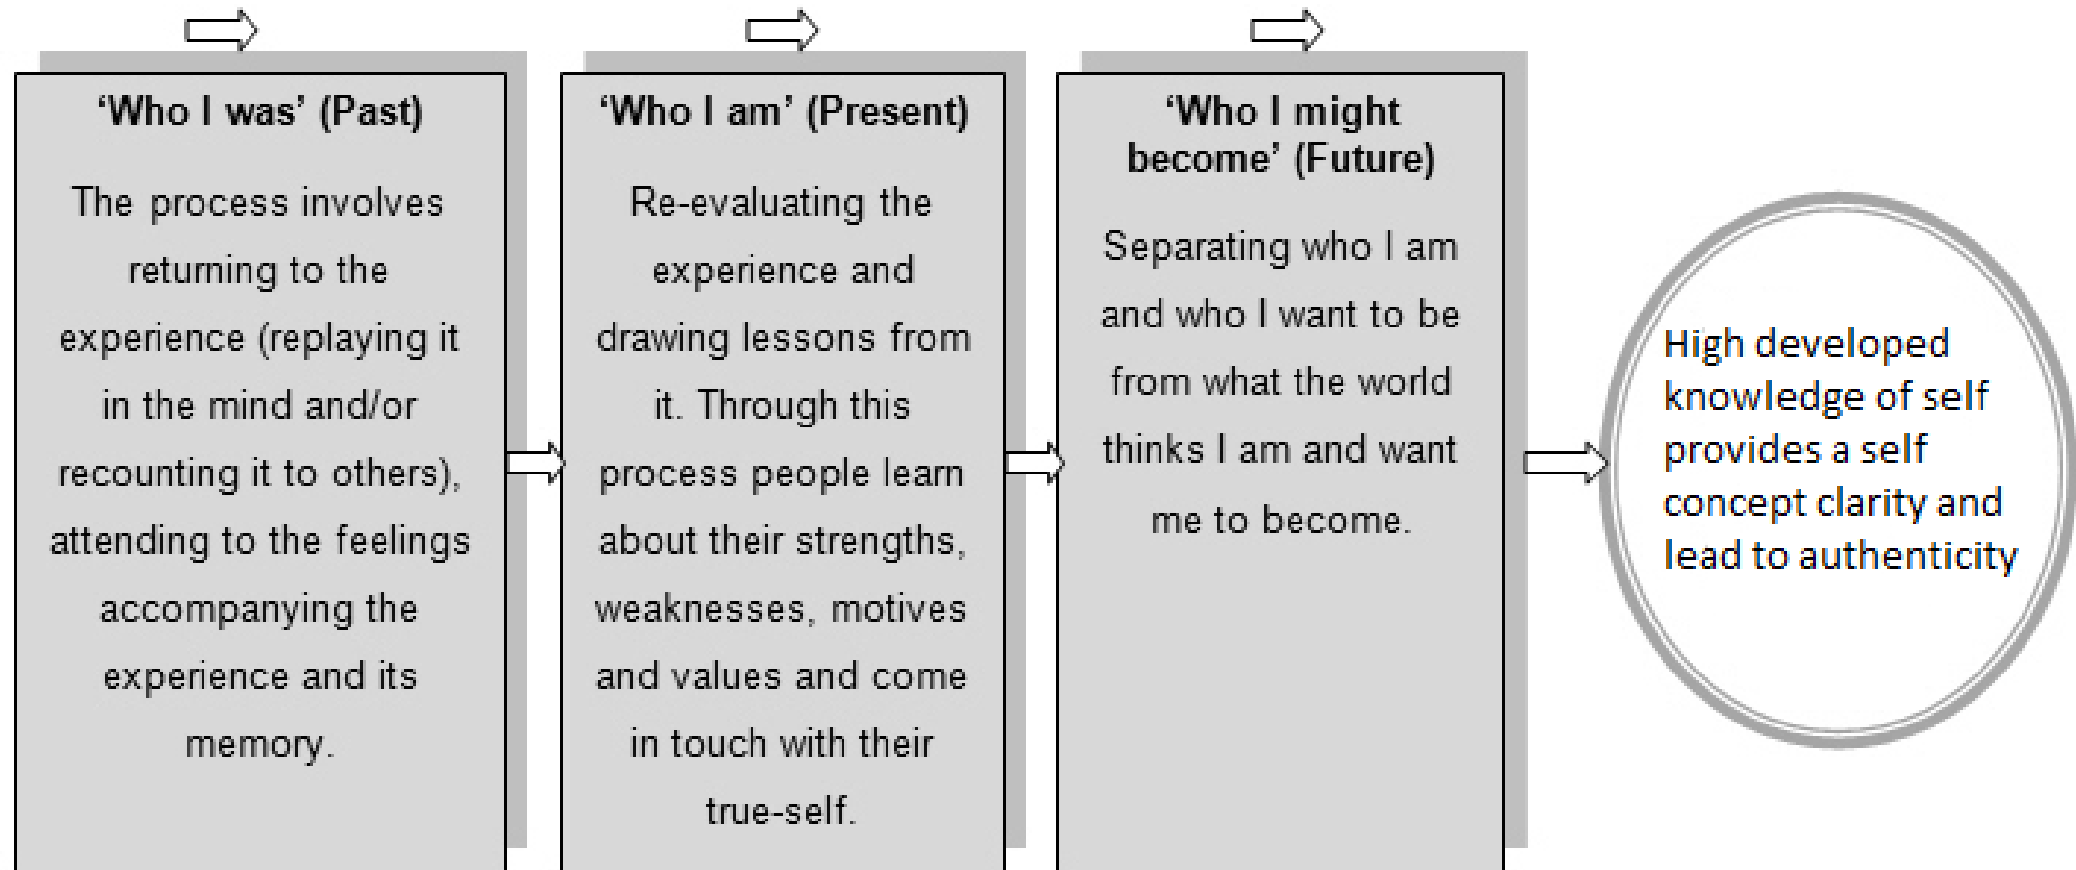 ‘Who I was’ (Past)
The process involves
returning to the
experience (replaying it
in the mind and/or
recounting it to others),
attending to the feelings
accompanying the
experience and its
memory.
‘Who I am’ (Present)
Re-evaluating the
experience and
drawing lessons from
it. Through this
process people learn
about their strengths,
weaknesses, motives
and values and come
in touch with their
true-self.
‘Who I might
become’ (Future)
Separating who I am
and who I want to be
from what the world
thinks I am and want
me to become.
High developed
knowledge of self
provides a self
concept clarity and
lead to authenticity